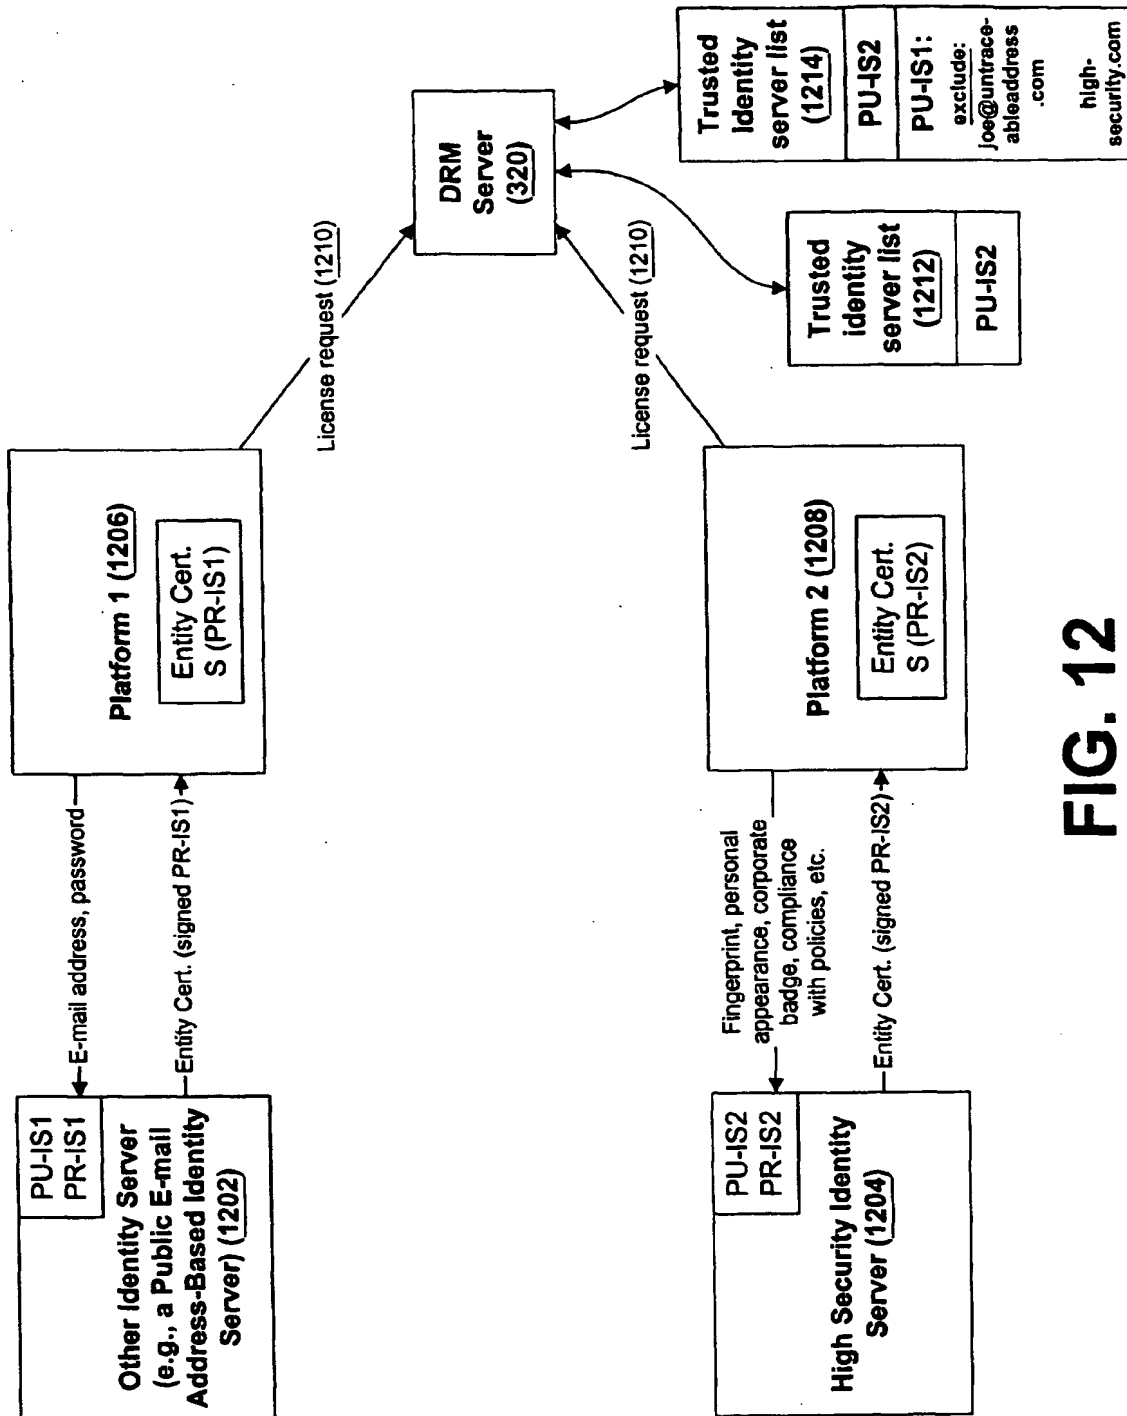 Other Identity Server
(e.g., a Public E-mail
Address-Based Identity
Server) (1202)
PU-IS1
PR-IS1
E-mail address, password
Entity Cert. (signed PR-IS1)
Platform 1 (1206)
Entity Cert.
S (PR-IS1)
License request (1210)
DRM
Server
(320)
Trusted
identity
server list
(1214)
PU-IS2
PU-IS1:
exclude:
joe@untrace-
ableaddress
.com
high-
security.com
High Security Identity
Server (1204)
PU-IS2
PR-IS2
Fingerprint, personal
appearance, corporate
badge, compliance
with policies, etc.
Entity Cert. (signed PR-IS2)
Platform 2 (1208)
Entity Cert.
S (PR-IS2)
License request (1210)
Trusted
identity
server list
(1212)
PU-IS2
FIG. 12